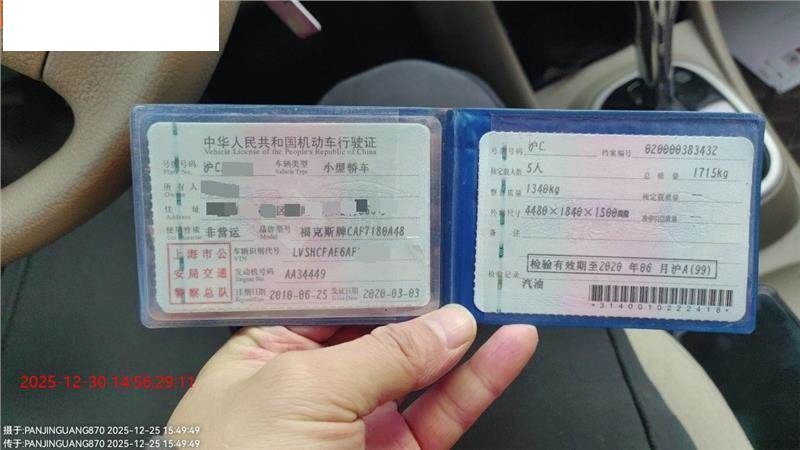 中华人民共和国机动车行驶证
Vehicle License of the People's Republic of China
号牌号码 沪C 车辆类型 小型轿车
Plate No. Vehicle Type
所有人
Owner
住址 区
Address
使用性质 非营运 品牌型号 福克斯牌CAF7180A48
Model
上海市公安局交通警察总队
车辆识别代号 LVSHCFAE6AF
VIN
发动机号码 AA34449
Engine No.
注册日期 2010-06-25 发证日期 2020-03-03
Register Date Issue Date
号牌号码 沪C 档案编号 020000383432
核定载人数 5人 总质量 1715kg
整备质量 1340kg 核定载质量 --
外廓尺寸 4480×1840×1500mm 准牵引总质量 --
备注
检验记录 检验有效期至2020年06月沪A(99)
汽油
*3140010222418*
2025-12-30 14:56:29:11
摄于:PANJINGUANG870 2025-12-25 15:49:49
传于:PANJINGUANG870 2025-12-25 15:49:49